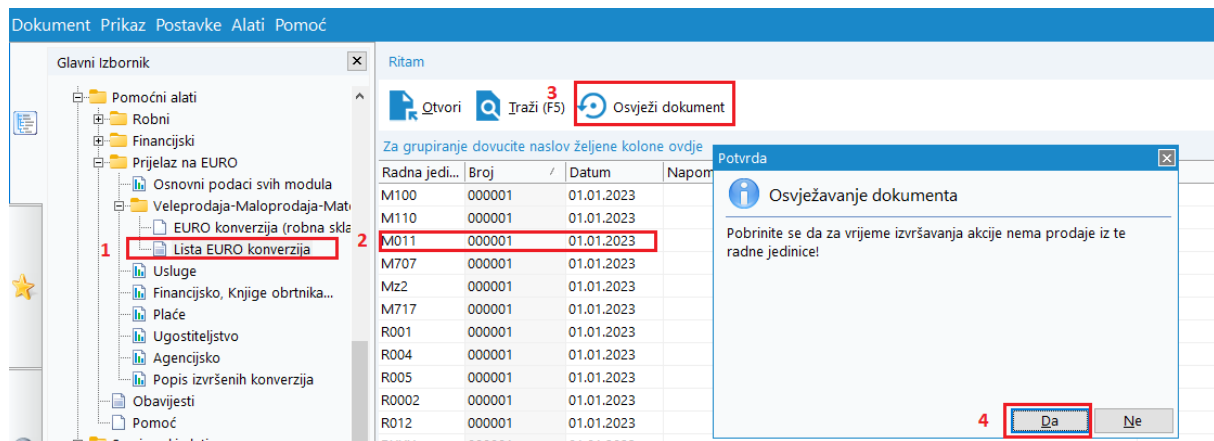 Dokument Prikaz Postavke Alati Pomoć
Glavni Izbornik
Pomoćni alati
Robni
Financijski
Prijelaz na EURO
Osnovni podaci svih modula
Veleprodaja-Maloprodaja-Mat
EURO konverzija (robna skla
1 Lista EURO konverzija
Usluge
Financijsko, Knjige obrtnika...
Plaće
Ugostiteljstvo
Agencijsko
Popis izvršenih konverzija
Obavijesti
Pomoć
Ritam
3
Otvori Traži (F5) Osvježi dokument
Za grupiranje dovucite naslov željene kolone ovdje
Radna jedi... Broj / Datum Napom
M100 000001 01.01.2023
M110 000001 01.01.2023
2 M011 000001 01.01.2023
M707 000001 01.01.2023
Mz2 000001 01.01.2023
M717 000001 01.01.2023
R001 000001 01.01.2023
R004 000001 01.01.2023
R005 000001 01.01.2023
R0002 000001 01.01.2023
R012 000001 01.01.2023
Potvrda
Osvježavanje dokumenta
Pobrinite se da za vrijeme izvršavanja akcije nema prodaje iz te
radne jedinice!
4 Da Ne